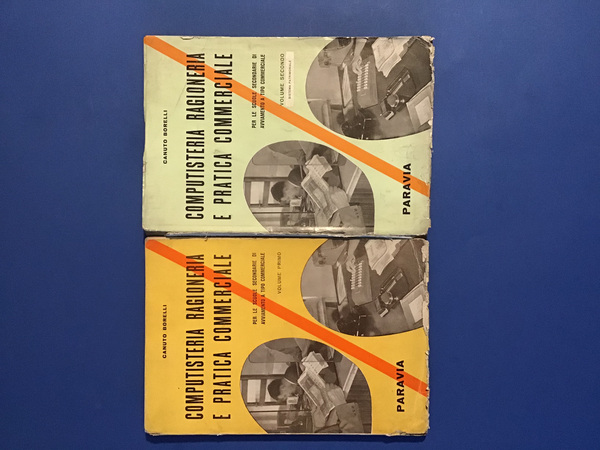 CANUTO BORELLI
COMPUTISTERIA RAGIONERIA
E PRATICA COMMERCIALE
PER LE SCUOLE SECONDARIE DI
AVVIAMENTO A TIPO COMMERCIALE
VOLUME SECONDO
PARAVIA
CANUTO BORELLI
COMPUTISTERIA RAGIONERIA
E PRATICA COMMERCIALE
PER LE SCUOLE SECONDARIE DI
AVVIAMENTO A TIPO COMMERCIALE
VOLUME PRIMO
PARAVIA